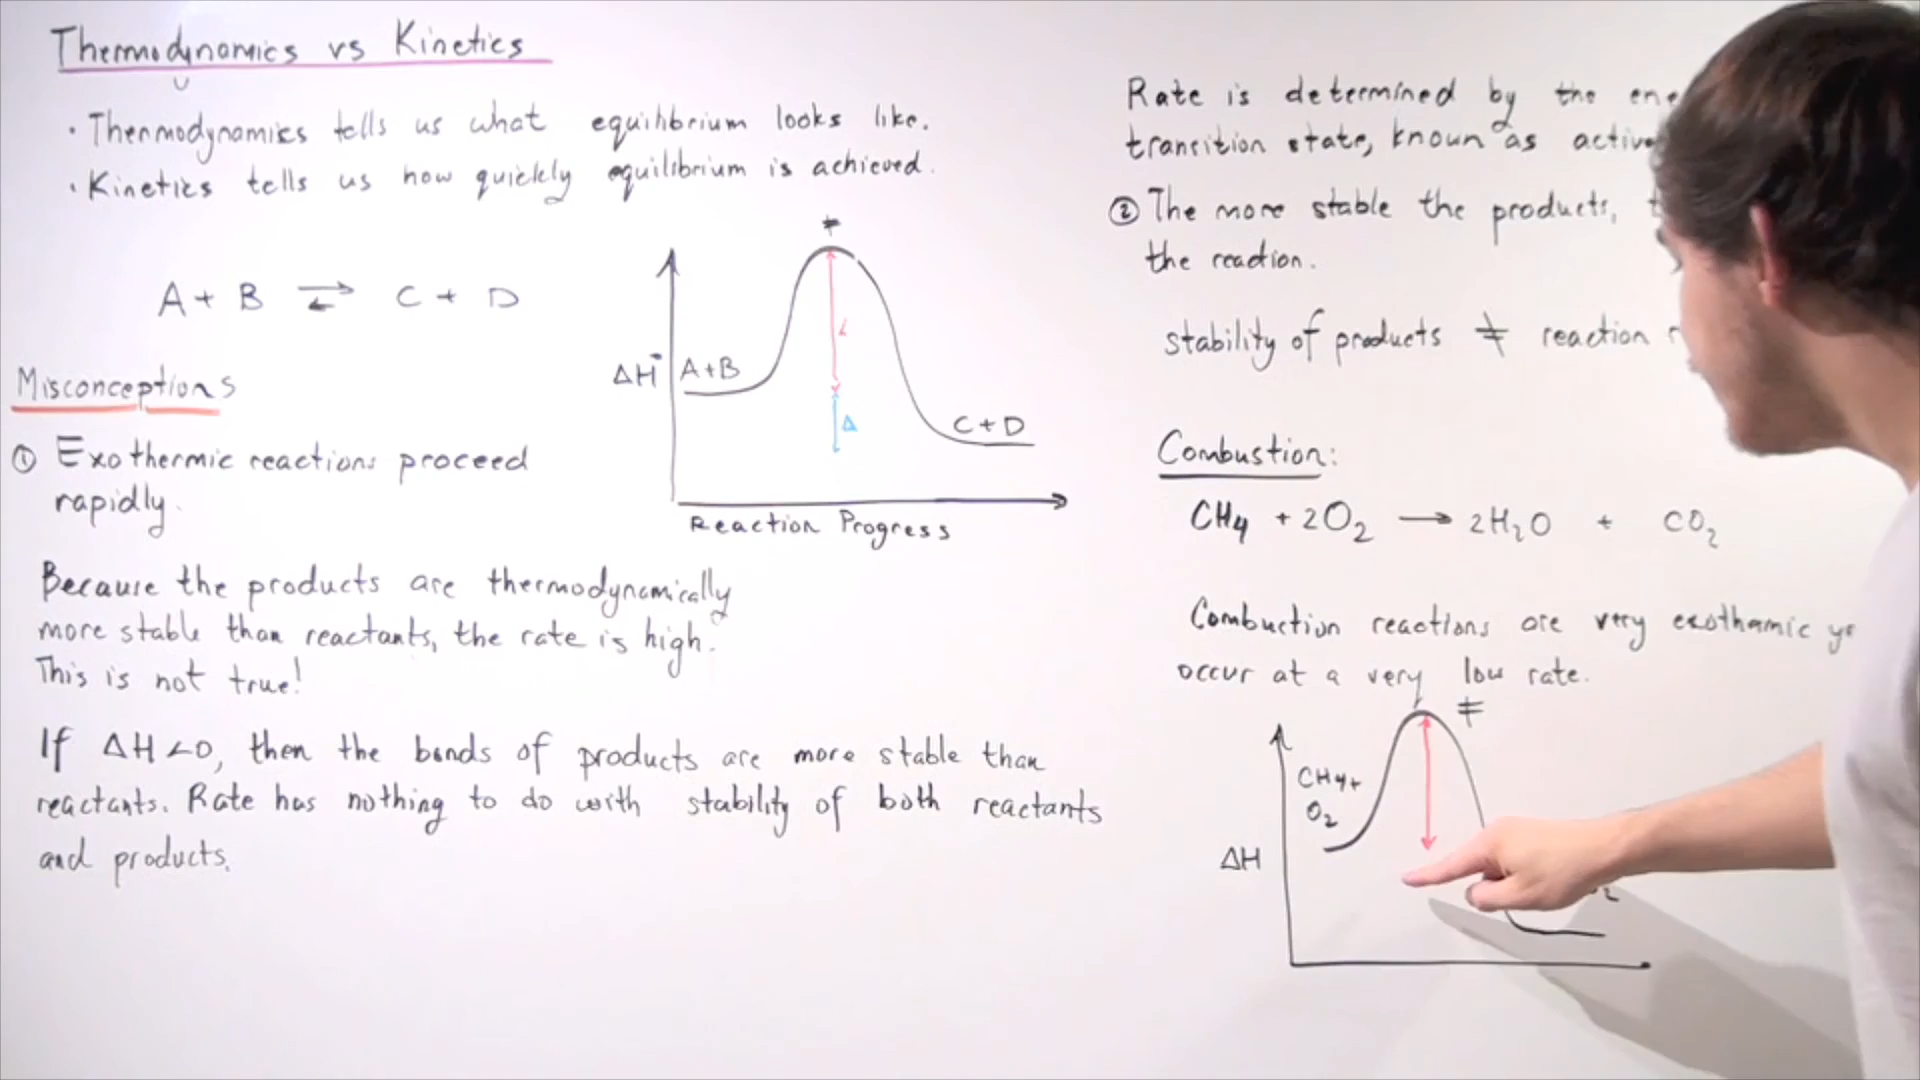 Thermodynamics vs Kinetics
• Thermodynamics tells us what equilibrium looks like.
• Kinetics tells us how quickly equilibrium is achieved.
A + B ⇌ C + D
≠
ΔH
A+B
Δ
C+D
Reaction Progress
Misconceptions
① Exothermic reactions proceed
rapidly.
Because the products are thermodynamically
more stable than reactants, the rate is high.
This is not true!
If ΔH<0, then the bonds of products are more stable than
reactants. Rate has nothing to do with stability of both reactants
and products.
Rate is determined by the
transition state, known as
② The more stable the products,
the reaction.
stability of products ≠ reaction
Combustion:
CH4 + 2O2 → 2H2O + CO2
Combuction reactions are very exothamic
occur at a very low rate.
≠
CH4+
O2
ΔH